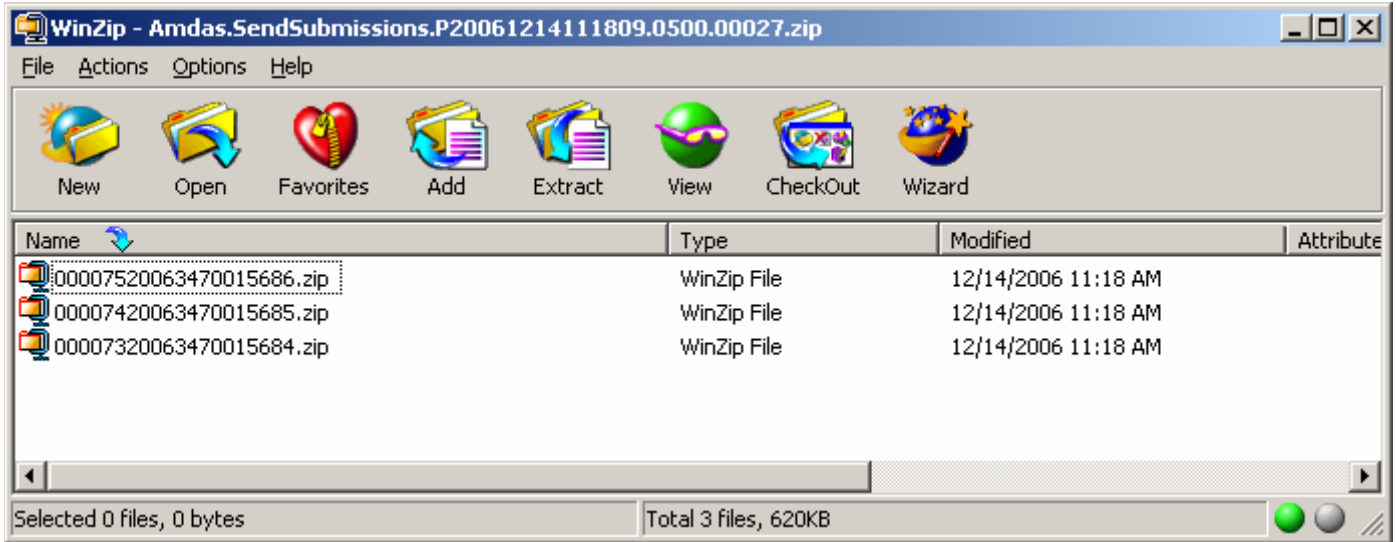 WinZip - Amdas.SendSubmissions.P20061214111809.0500.00027.zip
File Actions Options Help
New Open Favorites Add Extract View CheckOut Wizard
Name Type Modified Attribute
00007520063470015686.zip WinZip File 12/14/2006 11:18 AM
00007420063470015685.zip WinZip File 12/14/2006 11:18 AM
00007320063470015684.zip WinZip File 12/14/2006 11:18 AM
Selected 0 files, 0 bytes Total 3 files, 620KB